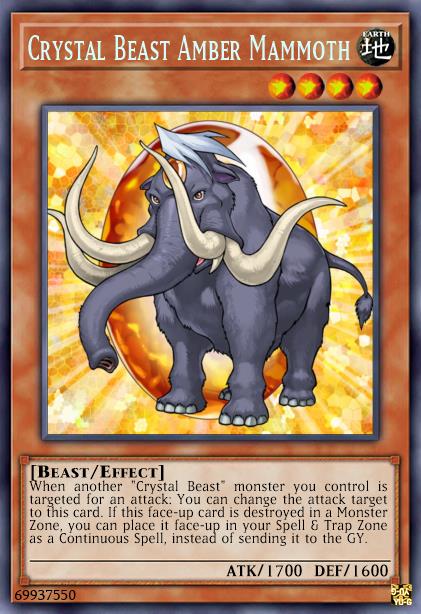 CRYSTAL BEAST AMBER MAMMOTH
EARTH
地
[BEAST/EFFECT]
When another "Crystal Beast" monster you control is
targeted for an attack: You can change the attack target
to this card. If this face-up card is destroyed in a Monster
Zone, you can place it face-up in your Spell & Trap Zone
as a Continuous Spell, instead of sending it to the GY.
ATK/1700 DEF/1600
69937550